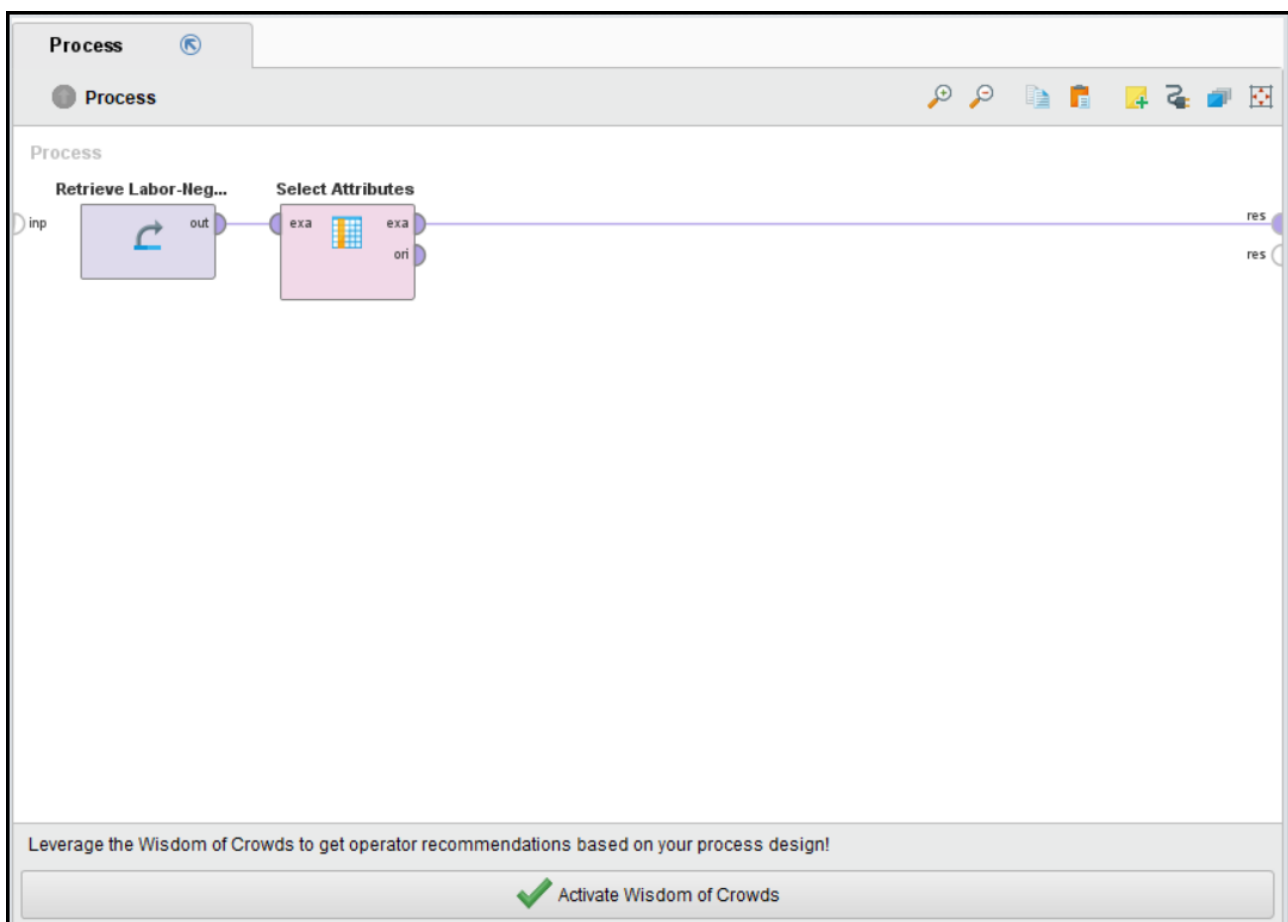 Process
Process
Process
Retrieve Labor-Neg...
Select Attributes
inp
out
exa
exa
res
ori
res
Leverage the Wisdom of Crowds to get operator recommendations based on your process design!
Activate Wisdom of Crowds